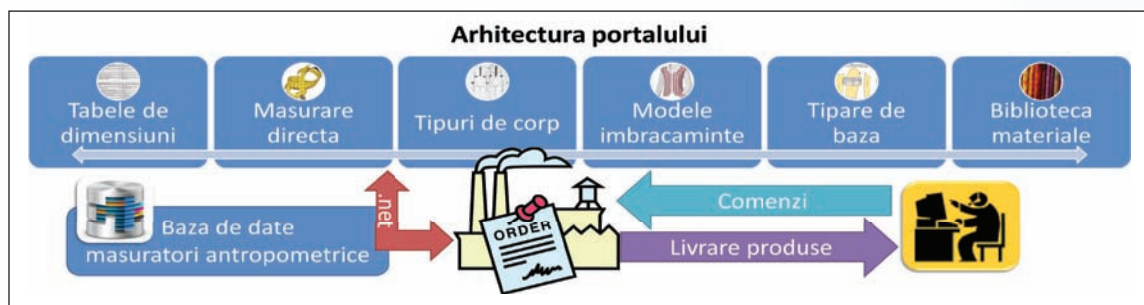 Arhitectura portalului
Tabele de
dimensiuni
Masurare
directa
Tipuri de corp
Modele
imbracaminte
Tipare de
baza
Biblioteca
materiale
Baza de date
masuratori antropometrice
.net
ORDER
Comenzi
Livrare produse